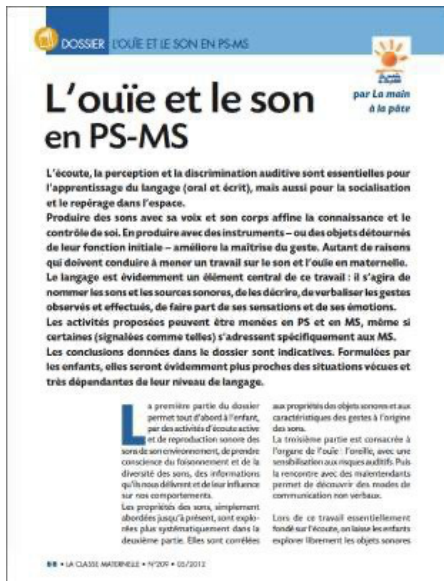 DOSSIER L'OUÏE ET LE SON EN PS-MS
L'ouïe et le son
en PS-MS
par La main
à la pâte
L'écoute, la perception et la discrimination auditive sont essentielles pour
l'apprentissage du langage (oral et écrit), mais aussi pour la socialisation
et le repérage dans l'espace.
Produire des sons avec sa voix et son corps affine la connaissance et le
contrôle de soi. En produire avec des instruments – ou des objets détournés
de leur fonction initiale – améliore la maîtrise du geste. Autant de raisons
qui doivent conduire à mener un travail sur le son et l'ouïe en maternelle.
Le langage est évidemment un élément central de ce travail : il s'agira de
nommer les sons et les sources sonores, de les décrire, de verbaliser les gestes
observés et effectués, de faire part de ses sensations et de ses émotions.
Les activités proposées peuvent être menées en PS et en MS, même si
certaines (signalées comme telles) s'adressent spécifiquement aux MS.
Les conclusions données dans le dossier sont indicatives. Formulées par
les enfants, elles seront évidemment plus proches des situations vécues et
très dépendantes de leur niveau de langage.
La première partie du dossier
permet tout d'abord à l'enfant,
par des activités d'écoute active
et de reproduction sonore des
sons de son environnement, de prendre
conscience du foisonnement et de la
diversité des sons, des informations
qu'ils nous délivrent et de leur influence
sur nos comportements.
Les propriétés des sons, simplement
abordées jusqu'à présent, sont explo-
rées plus systématiquement dans la
deuxième partie. Elles sont corrélées
aux propriétés des objets sonores et aux
caractéristiques des gestes à l'origine
des sons.
La troisième partie est consacrée à
l'organe de l'ouïe : l'oreille, avec une
sensibilisation aux risques auditifs. Puis
la rencontre avec des malentendants
permet de découvrir des modes de
communication non verbaux.
Lors de ce travail essentiellement
fondé sur l'écoute, on laisse les enfants
explorer librement les objets sonores
• LA CLASSE MATERNELLE • N°209 • 05/2012